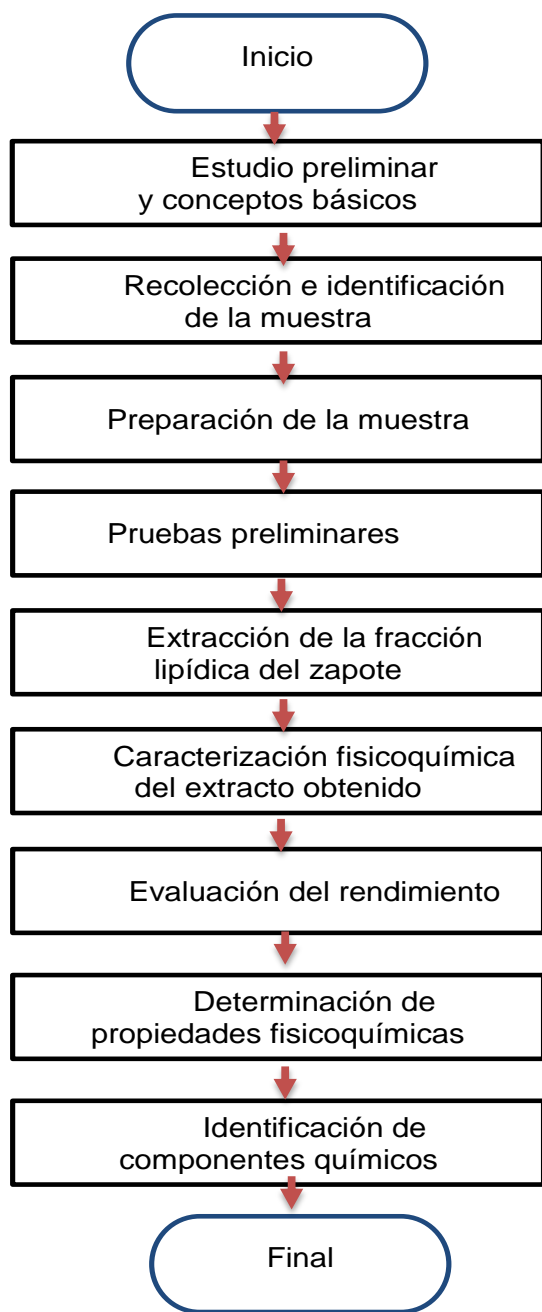 Inicio
Estudio preliminar
y conceptos básicos
Recolección e identificación
de la muestra
Preparación de la muestra
Pruebas preliminares
Extracción de la fracción
lipídica del zapote
Caracterización fisicoquímica
del extracto obtenido
Evaluación del rendimiento
Determinación de
propiedades fisicoquímicas
Identificación de
componentes químicos
Final